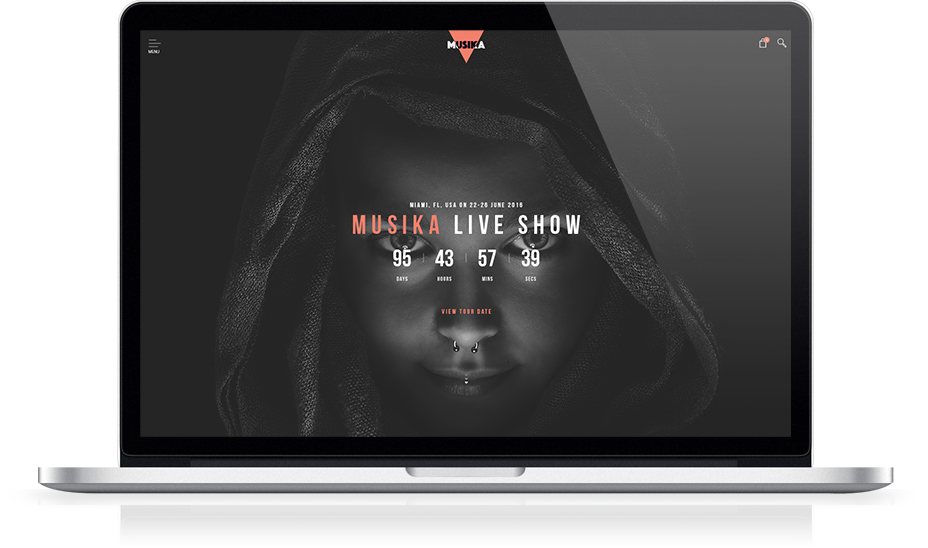 MUSIKA
MENU
0
MIAMI, FL, USA ON 22-26 JUNE 2016
MUSIKA LIVE SHOW
95 43 57 39
DAYS HOURS MINS SECS
VIEW TOUR DATE